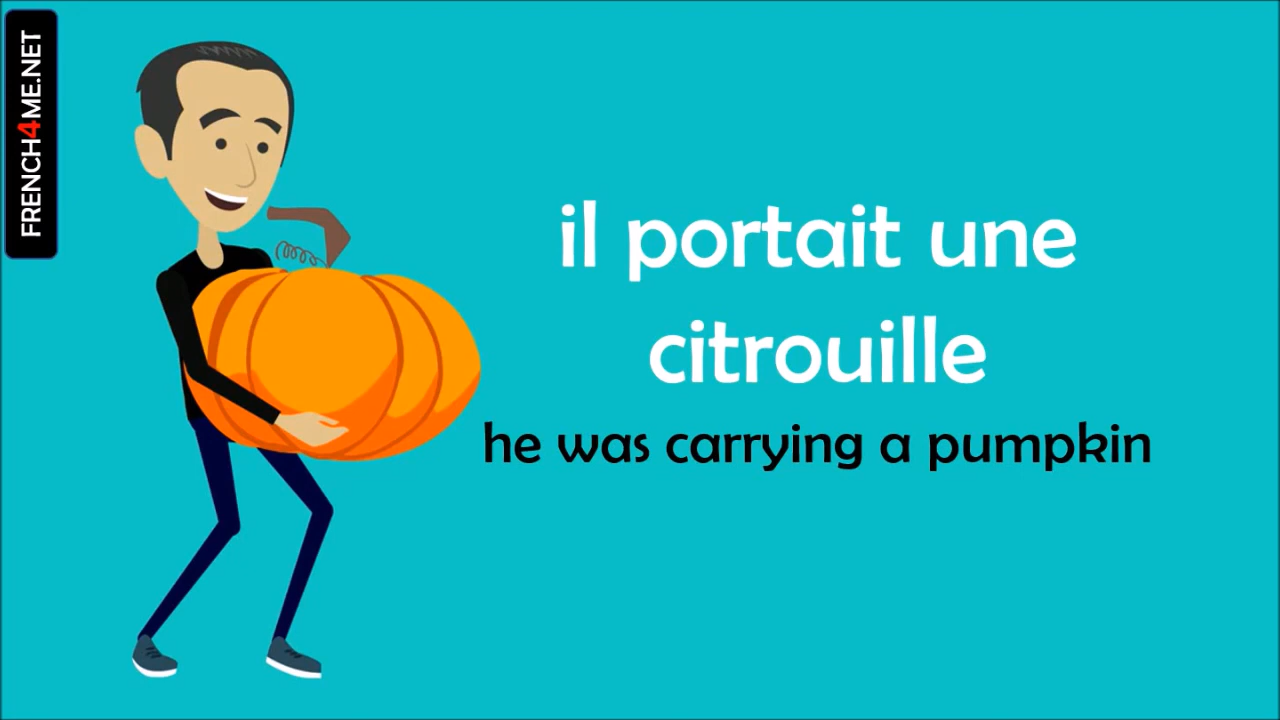 FRENCH4ME.NET
il portait une
citrouille
he was carrying a pumpkin